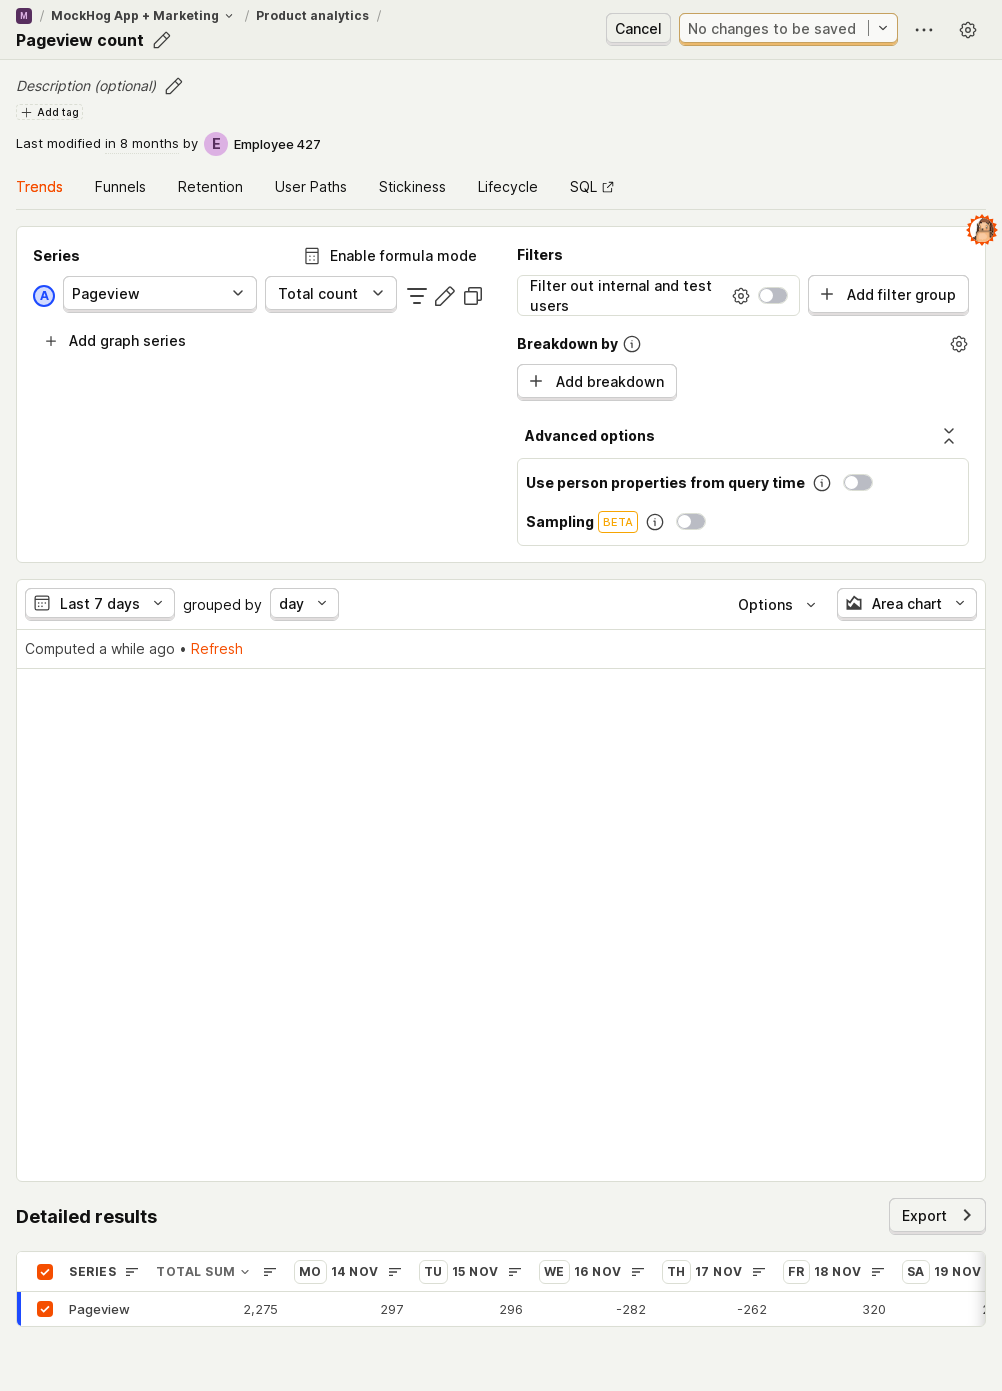 M / MockHog App + Marketing / Product analytics /
Pageview count
Cancel
No changes to be saved
Description (optional)
Add tag
Last modified in 8 months by E Employee 427
Trends Funnels Retention User Paths Stickiness Lifecycle SQL
Series
Enable formula mode
A Pageview Total count
Add graph series
Filters
Filter out internal and test
users
Add filter group
Breakdown by
Add breakdown
Advanced options
Use person properties from query time
Sampling BETA
Last 7 days grouped by day Options Area chart
Computed a while ago • Refresh
Detailed results
Export
SERIES TOTAL SUM MO 14 NOV TU 15 NOV WE 16 NOV TH 17 NOV FR 18 NOV SA 19 NOV
Pageview 2,275 297 296 -282 -262 320